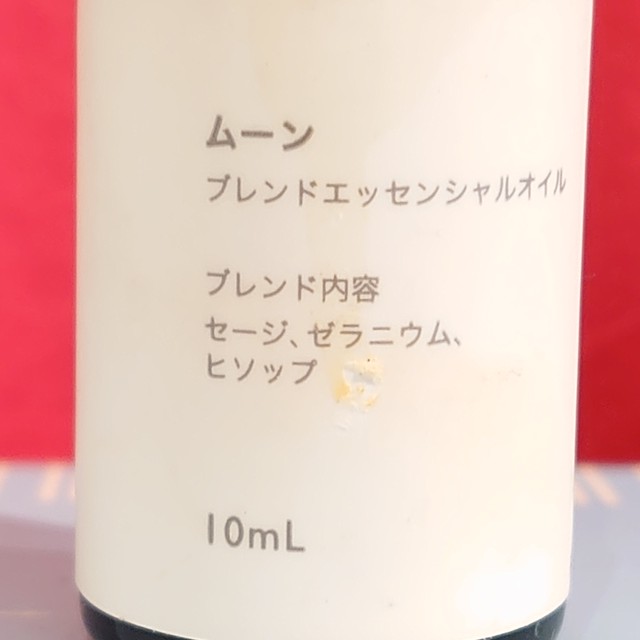 ムーン
ブレンドエッセンシャルオイル
ブレンド内容
セージ、ゼラニウム、
ヒソップ
10mL